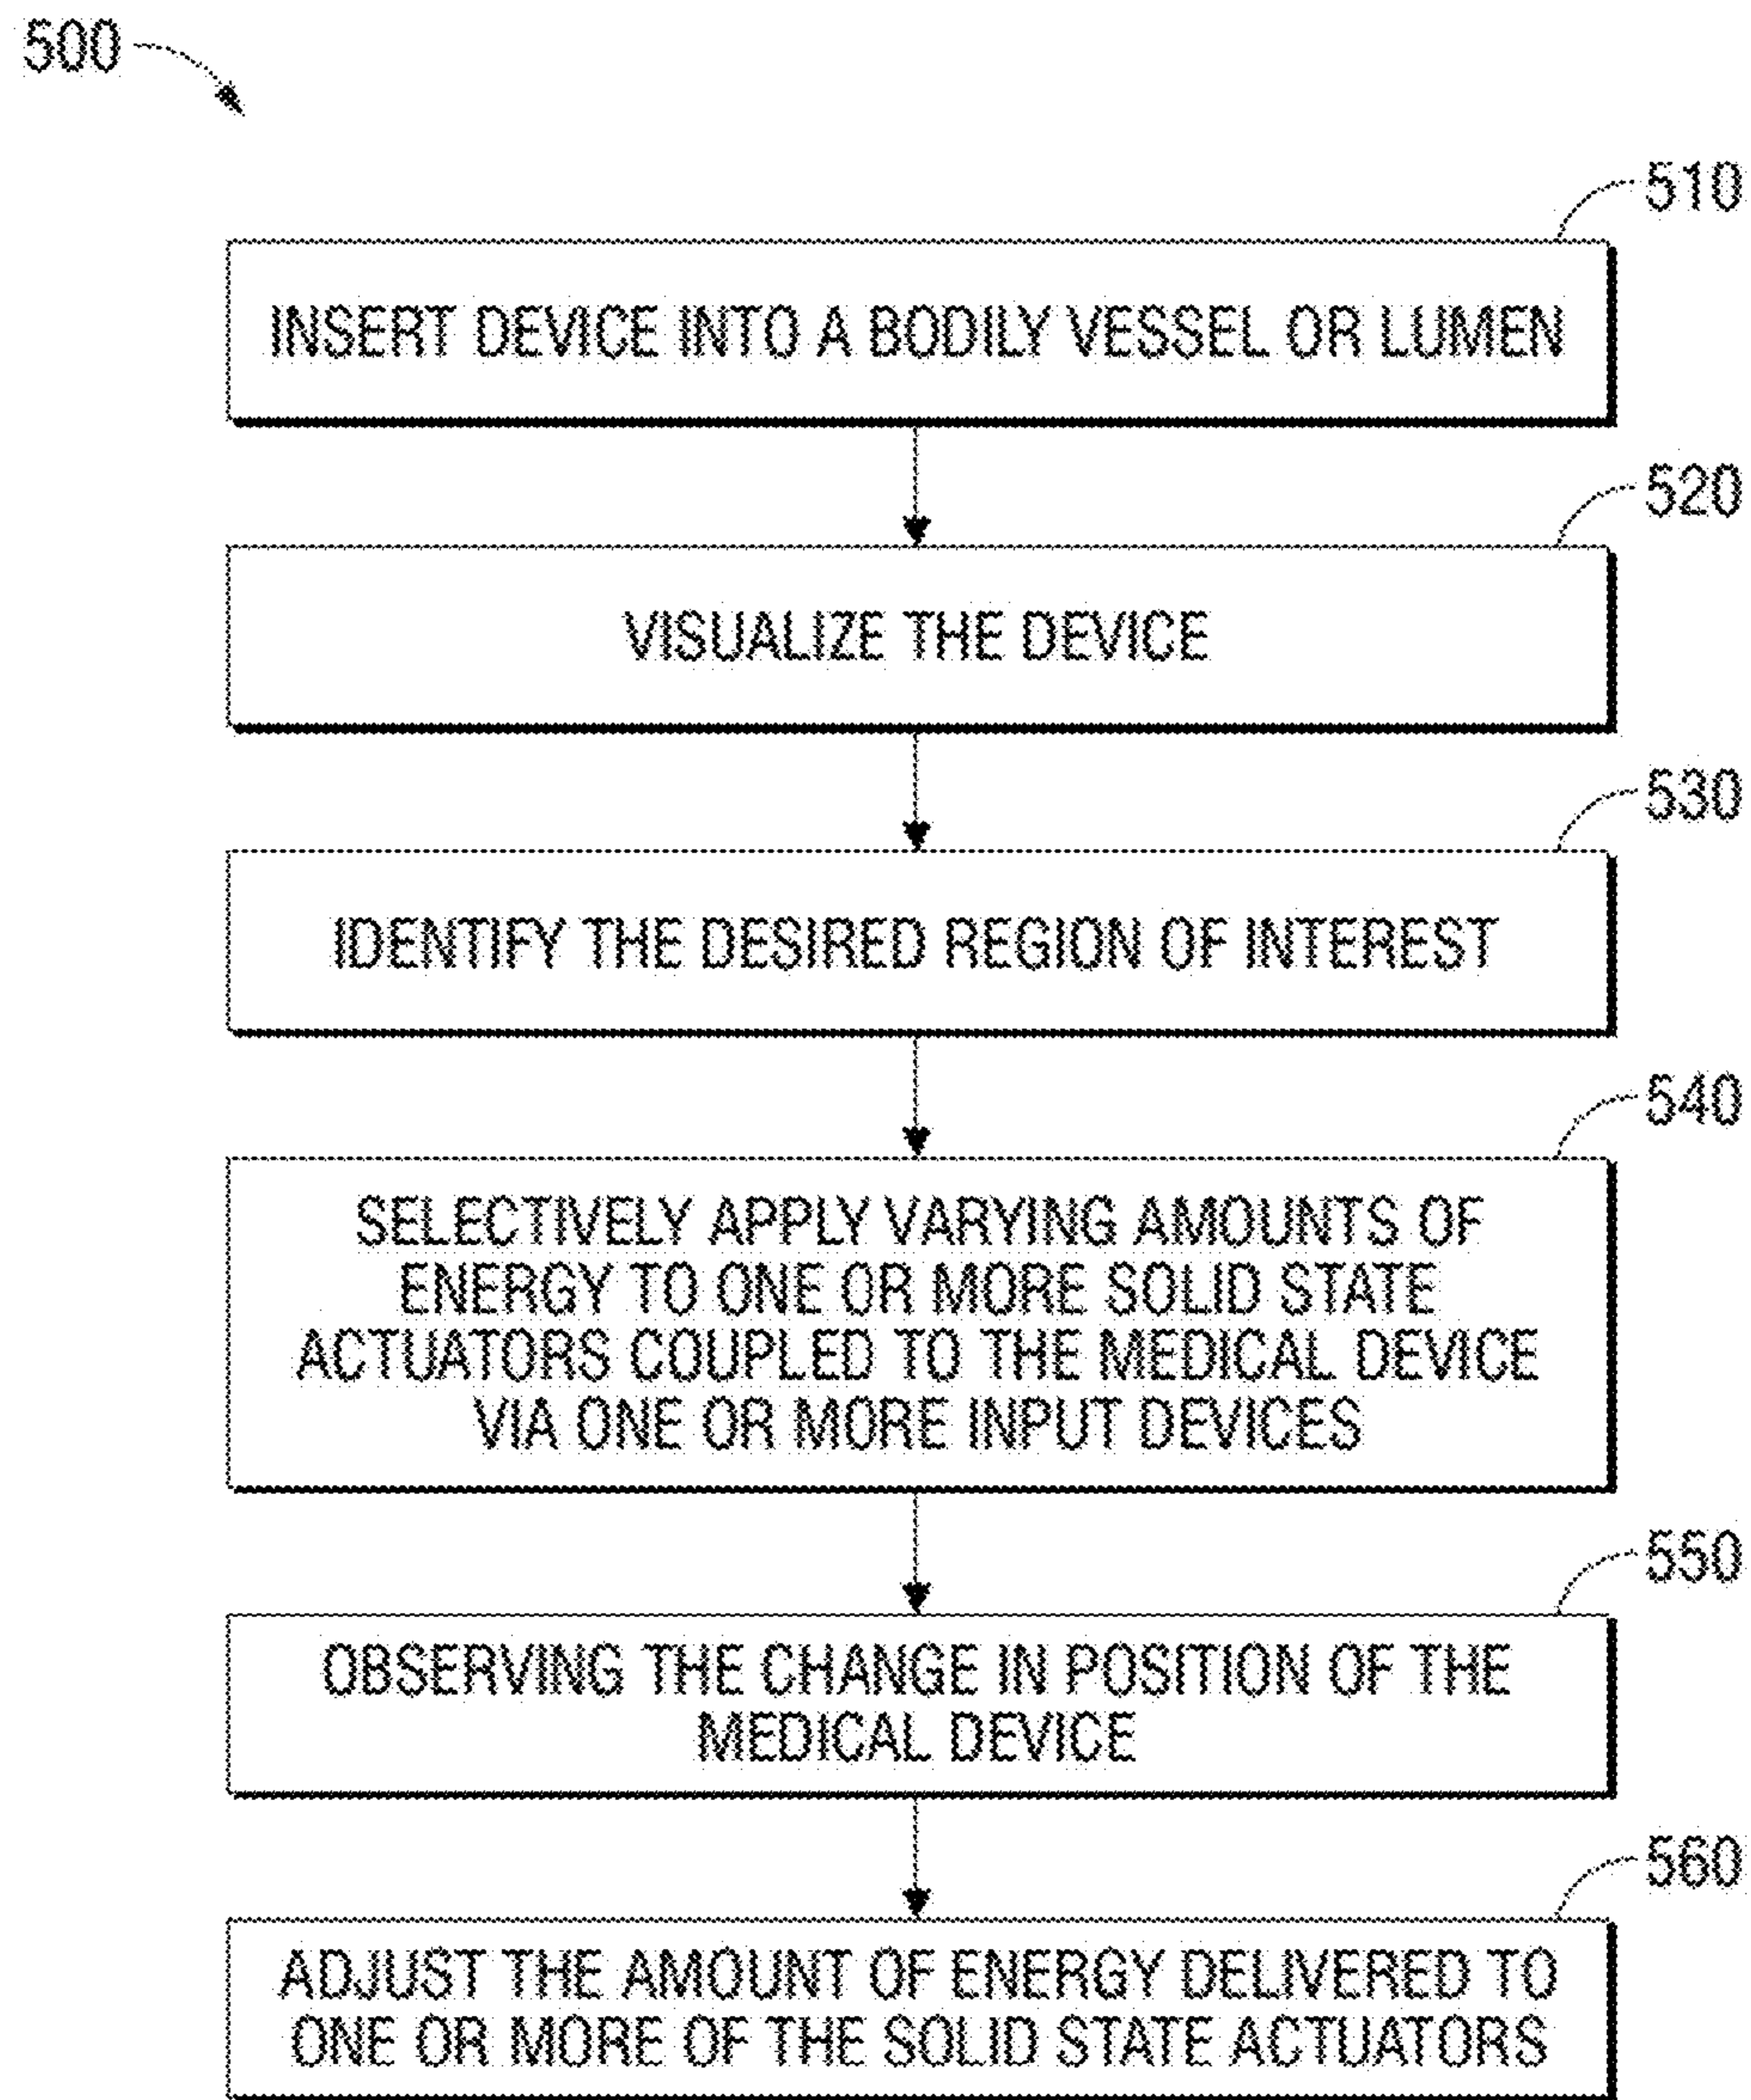 500
510
INSERT DEVICE INTO A BODILY VESSEL OR LUMEN
520
VISUALIZE THE DEVICE
530
IDENTIFY THE DESIRED REGION OF INTEREST
540
SELECTIVELY APPLY VARYING AMOUNTS OF
ENERGY TO ONE OR MORE SOLID STATE
ACTUATORS COUPLED TO THE MEDICAL DEVICE
VIA ONE OR MORE INPUT DEVICES
550
OBSERVING THE CHANGE IN POSITION OF THE
MEDICAL DEVICE
560
ADJUST THE AMOUNT OF ENERGY DELIVERED TO
ONE OR MORE OF THE SOLID STATE ACTUATORS